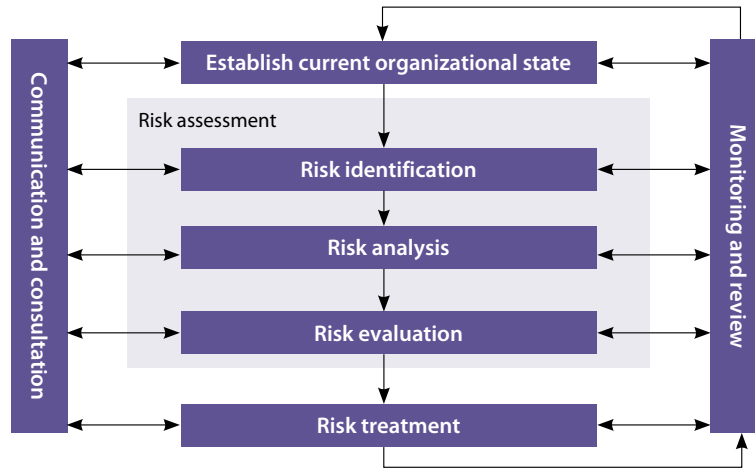 Establish current organizational state
Communication and consultation
Monitoring and review
Risk assessment
Risk identification
Risk analysis
Risk evaluation
Risk treatment